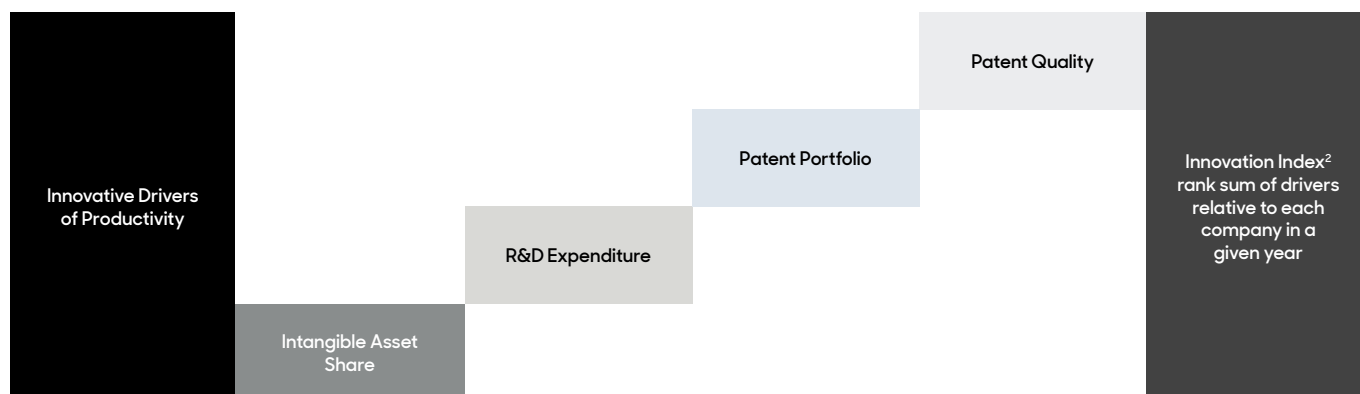 Innovative Drivers
of Productivity
Intangible Asset
Share
R&D Expenditure
Patent Portfolio
Patent Quality
Innovation Index²
rank sum of drivers
relative to each
company in a
given year